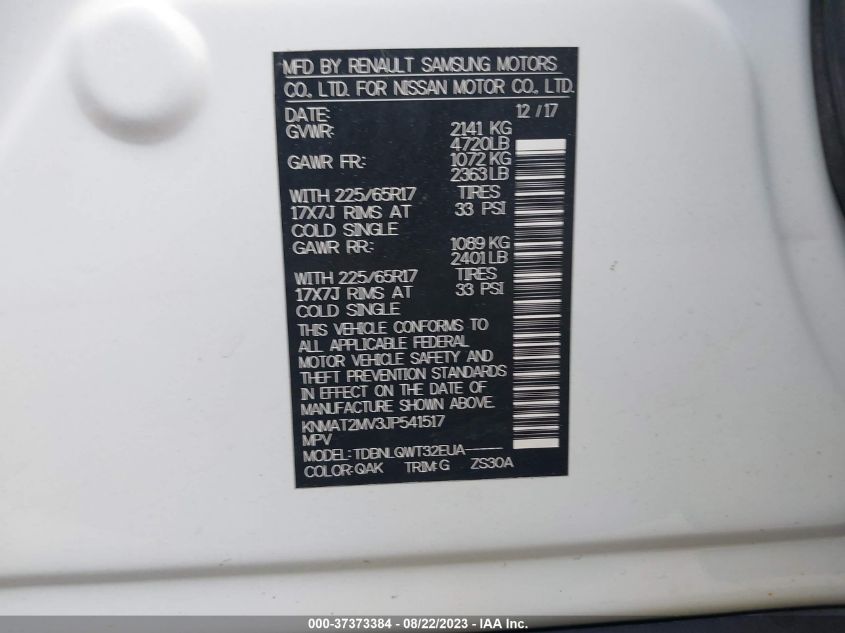 MFD BY RENAULT SAMSUNG MOTORS
CO., LTD. FOR NISSAN MOTOR CO., LTD.
DATE: 12 / 17
GVWR: 2141 KG
4720LB
GAWR FR: 1072 KG
2363 LB
WITH 225/65R17 TIRES
17X7J RIMS AT 33 PSI
COLD SINGLE
GAWR RR: 1089 KG
2401 LB
WITH 225/65R17 TIRES
17X7J RIMS AT 33 PSI
COLD SINGLE
THIS VEHICLE CONFORMS TO
ALL APPLICABLE FEDERAL
MOTOR VEHICLE SAFETY AND
THEFT PREVENTION STANDARDS
IN EFFECT ON THE DATE OF
MANUFACTURE SHOWN ABOVE.
KNMAT2MV3JP541517
MPV
MODEL: TDBNLQWT32EUA-----
COLOR: QAK TRIM: G ZS30A
000-37373384 - 08/22/2023 - IAA Inc.